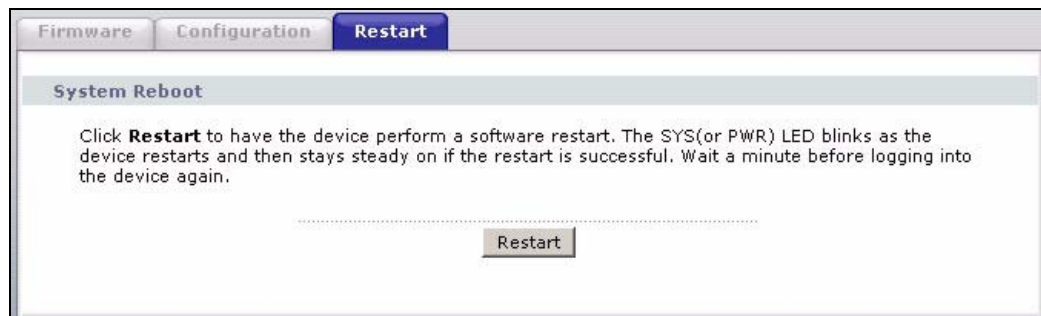 Firmware Configuration Restart
System Reboot
Click Restart to have the device perform a software restart. The SYS(or PWR) LED blinks as the
device restarts and then stays steady on if the restart is successful. Wait a minute before logging into
the device again.
Restart